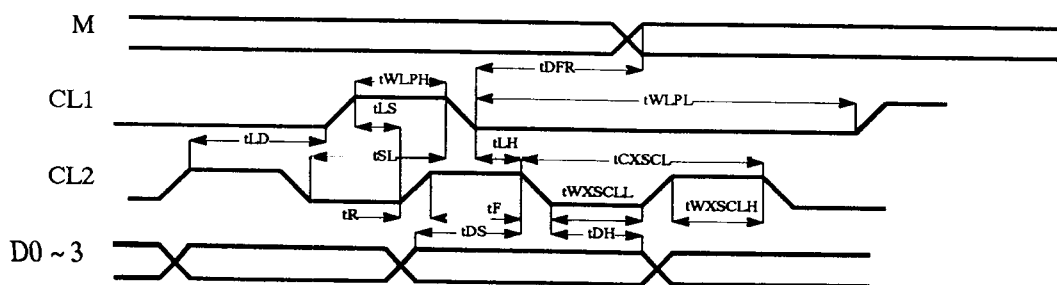 M
tDFR
tWLPH
CL1
tWLPL
tLS
tLD
tSL
tLH
tCXSCL
CL2
tWXSCLL
tWXSCLH
tR
tF
tDS
tDH
D0 ~ 3